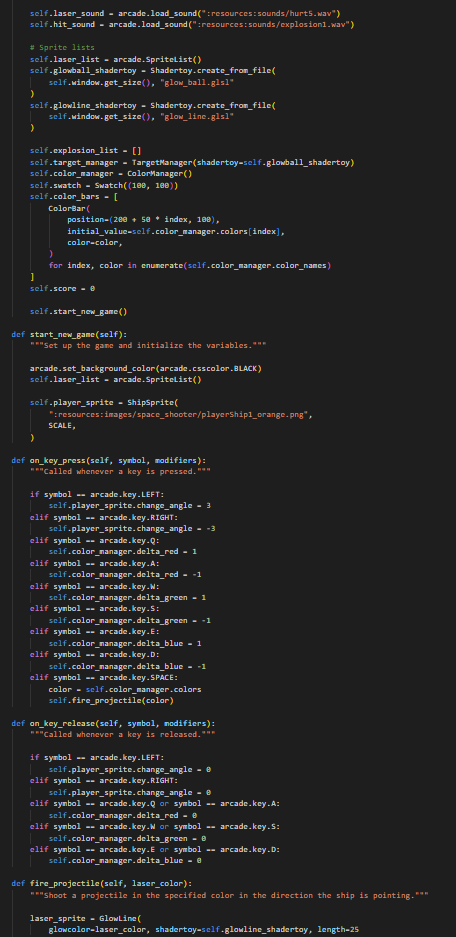 self.laser_sound = arcade.load_sound(":resources:sounds/hurt5.wav")
self.hit_sound = arcade.load_sound(":resources:sounds/explosion1.wav")

# Sprite lists
self.laser_list = arcade.SpriteList()
self.glowball_shadertoy = Shadertoy.create_from_file(
    self.window.get_size(), "glow_ball.glsl"
)
self.glowline_shadertoy = Shadertoy.create_from_file(
    self.window.get_size(), "glow_line.glsl"
)

self.explosion_list = []
self.target_manager = TargetManager(shadertoy=self.glowball_shadertoy)
self.color_manager = ColorManager()
self.swatch = Swatch((100, 100))
self.color_bars = [
    ColorBar(
        position=(200 + 50 * index, 100),
        initial_value=self.color_manager.colors[index],
        color=color,
    )
    for index, color in enumerate(self.color_manager.color_names)
]
self.score = 0

self.start_new_game()

def start_new_game(self):
    """Set up the game and initialize the variables."""

    arcade.set_background_color(arcade.csscolor.BLACK)
    self.laser_list = arcade.SpriteList()

    self.player_sprite = ShipSprite(
        ":resources:images/space_shooter/playerShip1_orange.png",
        SCALE,
    )

def on_key_press(self, symbol, modifiers):
    """Called whenever a key is pressed."""

    if symbol == arcade.key.LEFT:
        self.player_sprite.change_angle = 3
    elif symbol == arcade.key.RIGHT:
        self.player_sprite.change_angle = -3
    elif symbol == arcade.key.Q:
        self.color_manager.delta_red = 1
    elif symbol == arcade.key.A:
        self.color_manager.delta_red = -1
    elif symbol == arcade.key.W:
        self.color_manager.delta_green = 1
    elif symbol == arcade.key.S:
        self.color_manager.delta_green = -1
    elif symbol == arcade.key.E:
        self.color_manager.delta_blue = 1
    elif symbol == arcade.key.D:
        self.color_manager.delta_blue = -1
    elif symbol == arcade.key.SPACE:
        color = self.color_manager.colors
        self.fire_projectile(color)

def on_key_release(self, symbol, modifiers):
    """Called whenever a key is released."""

    if symbol == arcade.key.LEFT:
        self.player_sprite.change_angle = 0
    elif symbol == arcade.key.RIGHT:
        self.player_sprite.change_angle = 0
    elif symbol == arcade.key.Q or symbol == arcade.key.A:
        self.color_manager.delta_red = 0
    elif symbol == arcade.key.W or symbol == arcade.key.S:
        self.color_manager.delta_green = 0
    elif symbol == arcade.key.E or symbol == arcade.key.D:
        self.color_manager.delta_blue = 0

def fire_projectile(self, laser_color):
    """Shoot a projectile in the specified color in the direction the ship is pointing."""

    laser_sprite = GlowLine(
        glowcolor=laser_color, shadertoy=self.glowline_shadertoy, length=25